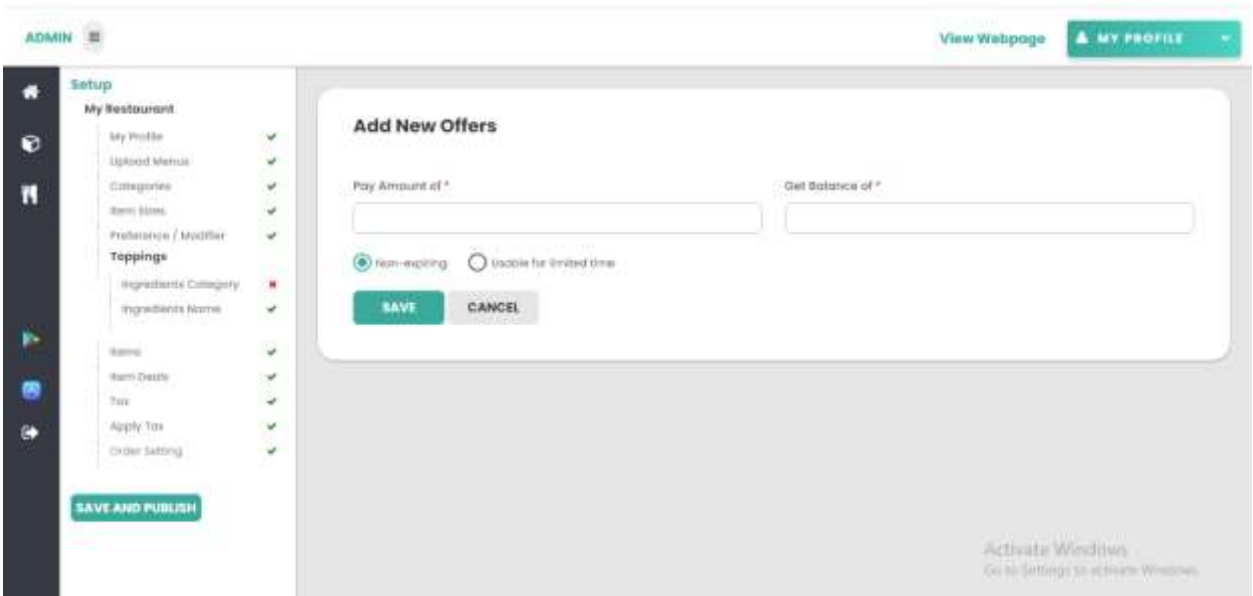 ADMIN
View Webpage
MY PROFILE
Setup
My Restaurant
My Profile
Upload Menus
Categories
Item Sizes
Preference / Modifier
Toppings
Ingredients Category
Ingredients Name
Items
Item Deals
Tax
Apply Tax
Order Setting
SAVE AND PUBLISH
Add New Offers
Pay Amount of *
Get Balance of *
Non-expiring
Usable for limited time
SAVE
CANCEL
Activate Windows
Go to Settings to activate Windows.